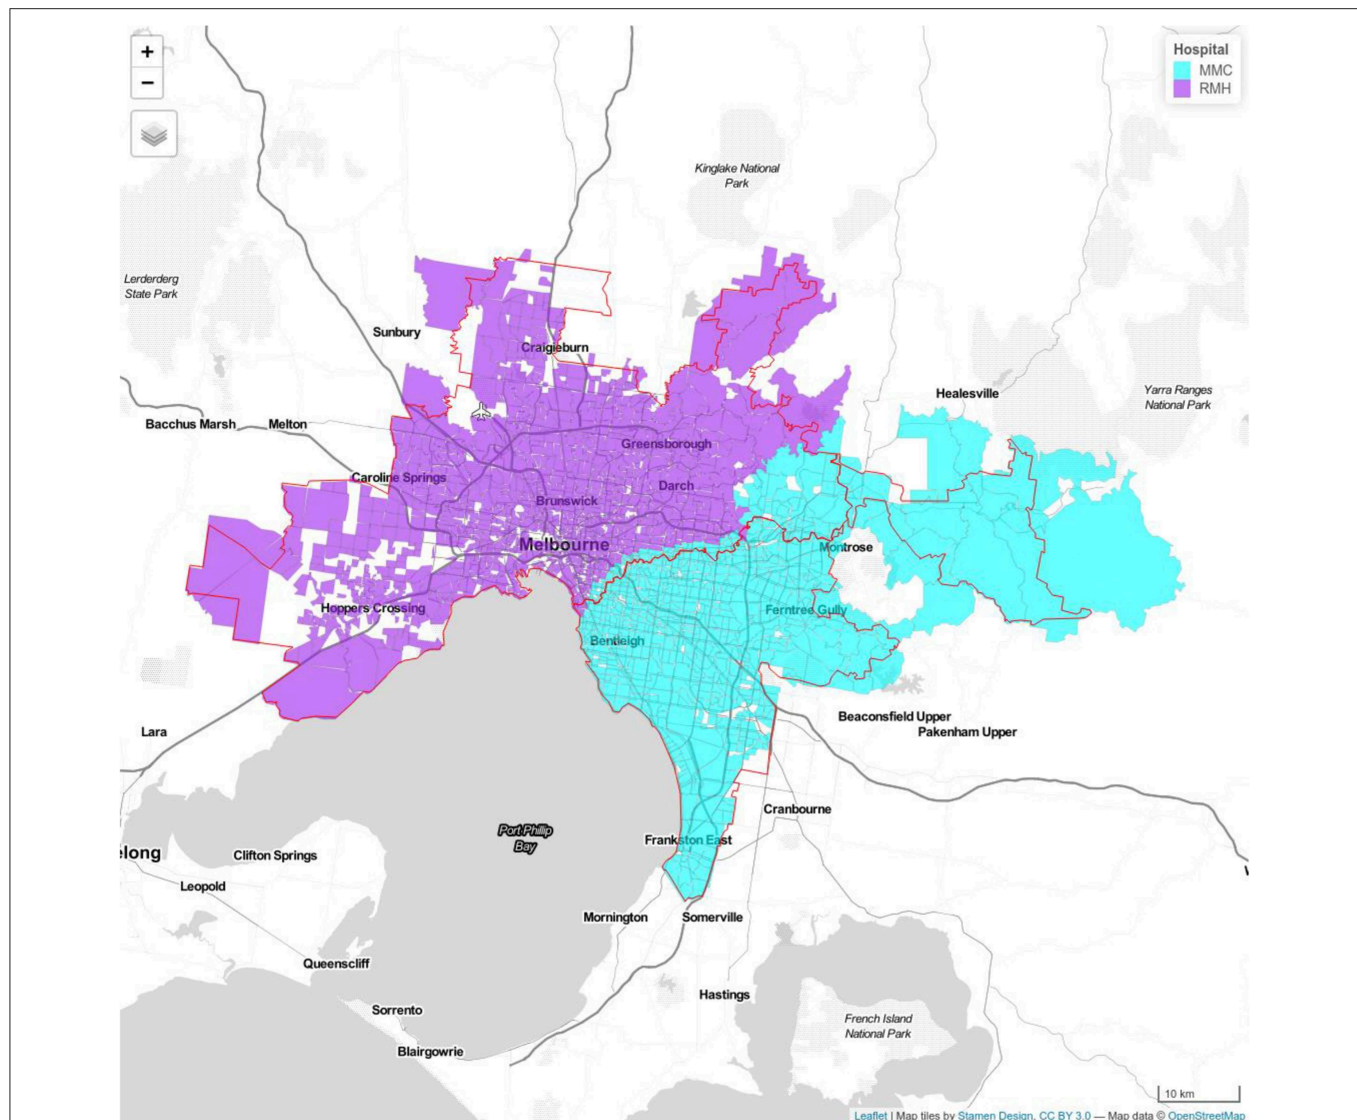 +
−
Hospital
MMC
RMH
Kinglake National
Park
Lerderderg
State Park
Sunbury
Craigieburn
Healesville
Yarra Ranges
National Park
Bacchus Marsh
Melton
Greensborough
Caroline Springs
Darch
Brunswick
Melbourne
Montrose
Hoppers Crossing
Ferntree Gully
Bentleigh
Beaconsfield Upper
Lara
Pakenham Upper
Cranbourne
Port Phillip
Bay
Frankston East
elong
Clifton Springs
Leopold
Mornington
Somerville
Queenscliff
Hastings
Sorrento
French Island
National Park
Blairgowrie
10 km
Leaflet | Map tiles by Stamen Design, CC BY 3.0 — Map data © OpenStreetMap